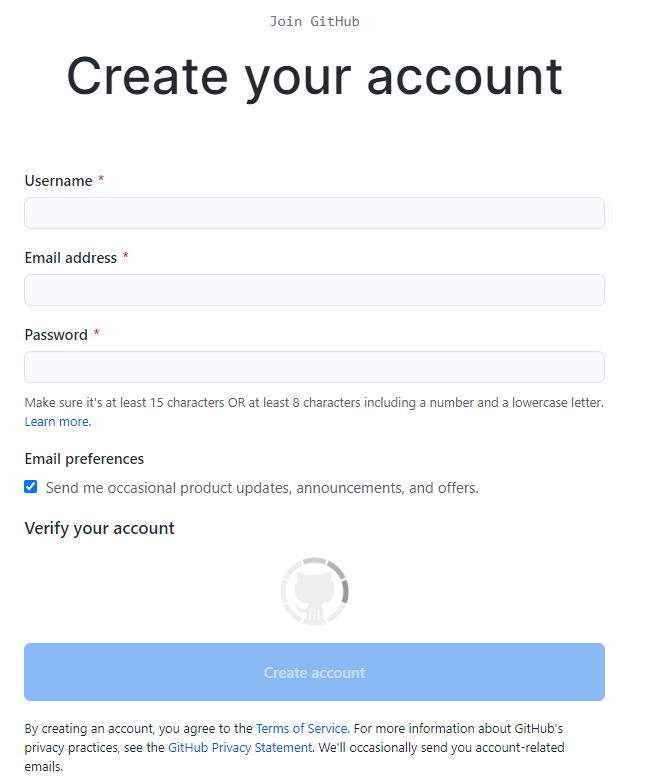 Join GitHub
Create your account
Username *
Email address *
Password *
Make sure it's at least 15 characters OR at least 8 characters including a number and a lowercase letter.
Learn more.
Email preferences
Send me occasional product updates, announcements, and offers.
Verify your account
Create account
By creating an account, you agree to the Terms of Service. For more information about GitHub's
privacy practices, see the GitHub Privacy Statement. We'll occasionally send you account-related
emails.